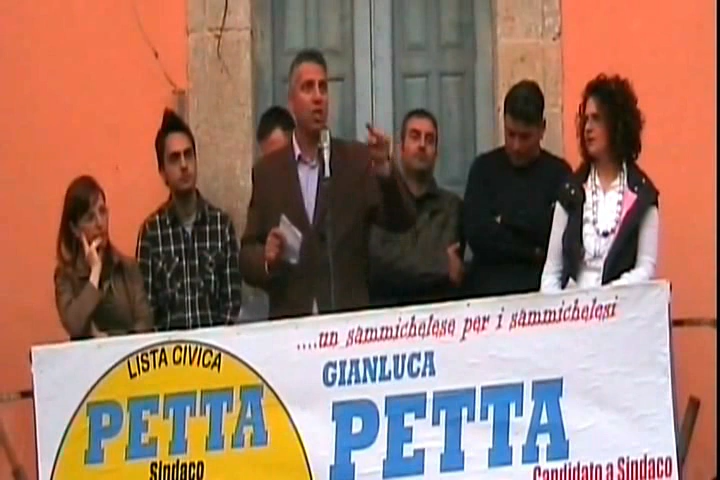 ....un sammichelese per i sammichelesi
LISTA CIVICA
PETTA
Sindaco
GIANLUCA
PETTA
Candidato a Sindaco